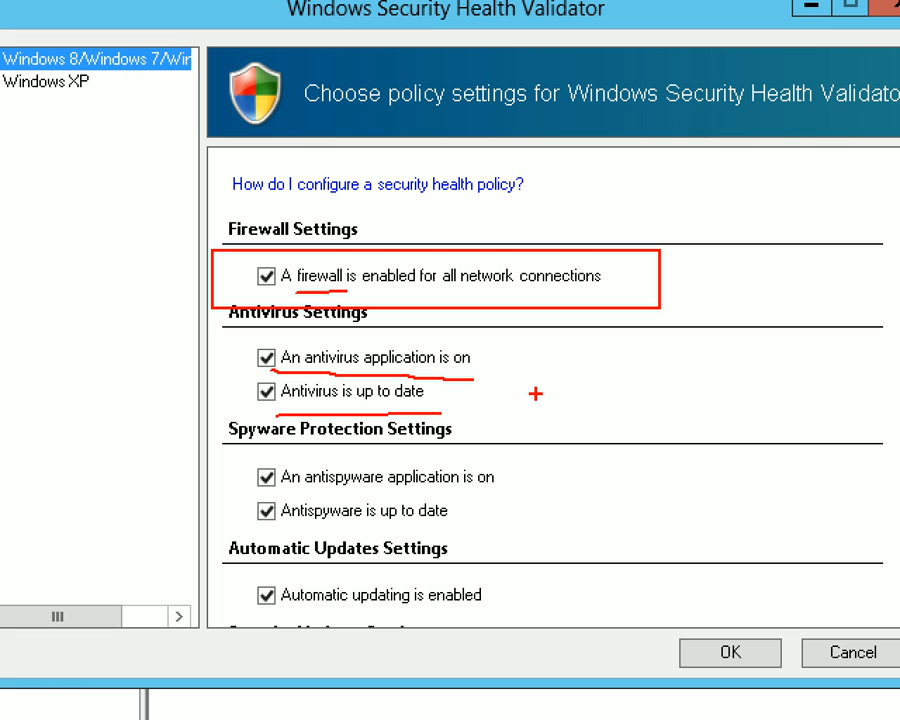 Windows Security Health Validator
Windows 8/Windows 7/Win
Windows XP
Choose policy settings for Windows Security Health Validato
How do I configure a security health policy?
Firewall Settings
A firewall is enabled for all network connections
Antivirus Settings
An antivirus application is on
Antivirus is up to date
Spyware Protection Settings
An antispyware application is on
Antispyware is up to date
Automatic Updates Settings
Automatic updating is enabled
OK
Cancel